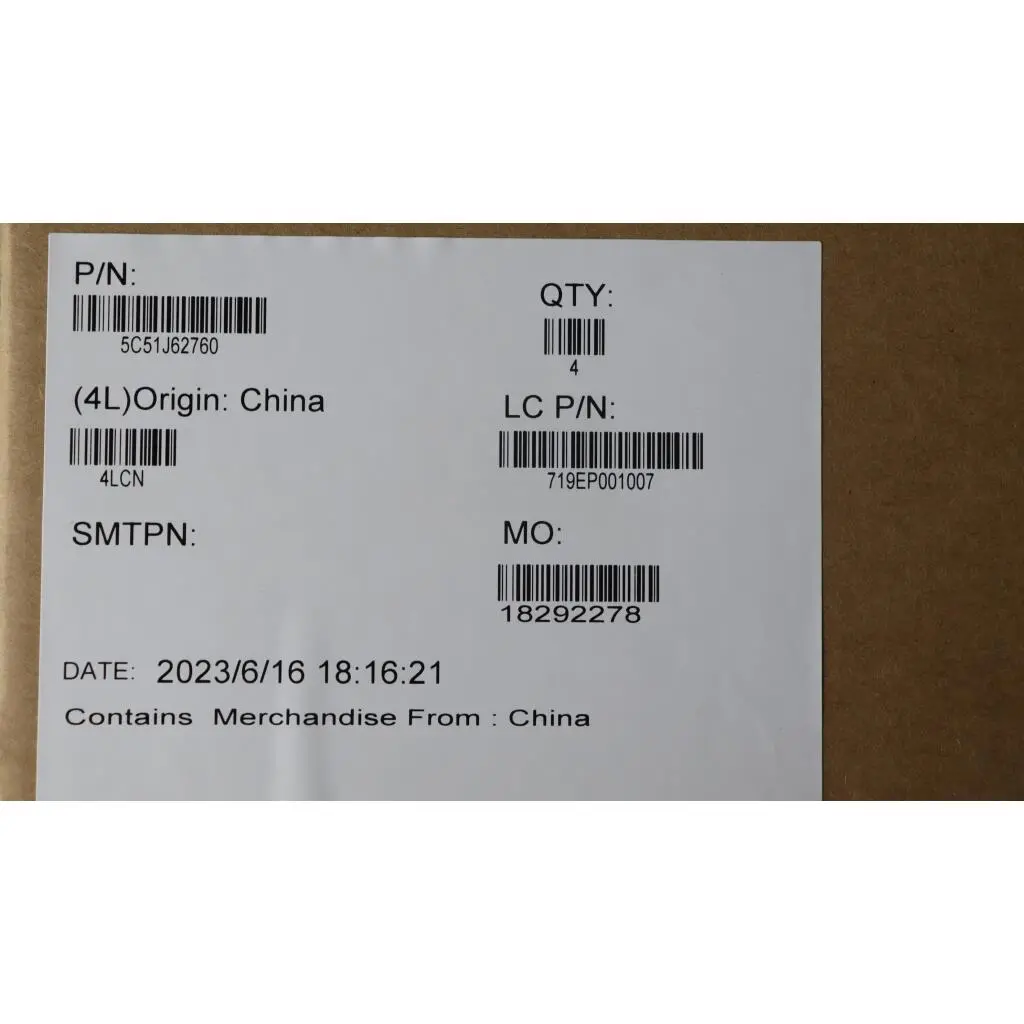 P/N:
5C51J62760
QTY:
4
(4L)Origin: China
4LCN
LC P/N:
719EP001007
SMTPN:
MO:
18292278
DATE: 2023/6/16 18:16:21
Contains Merchandise From : China